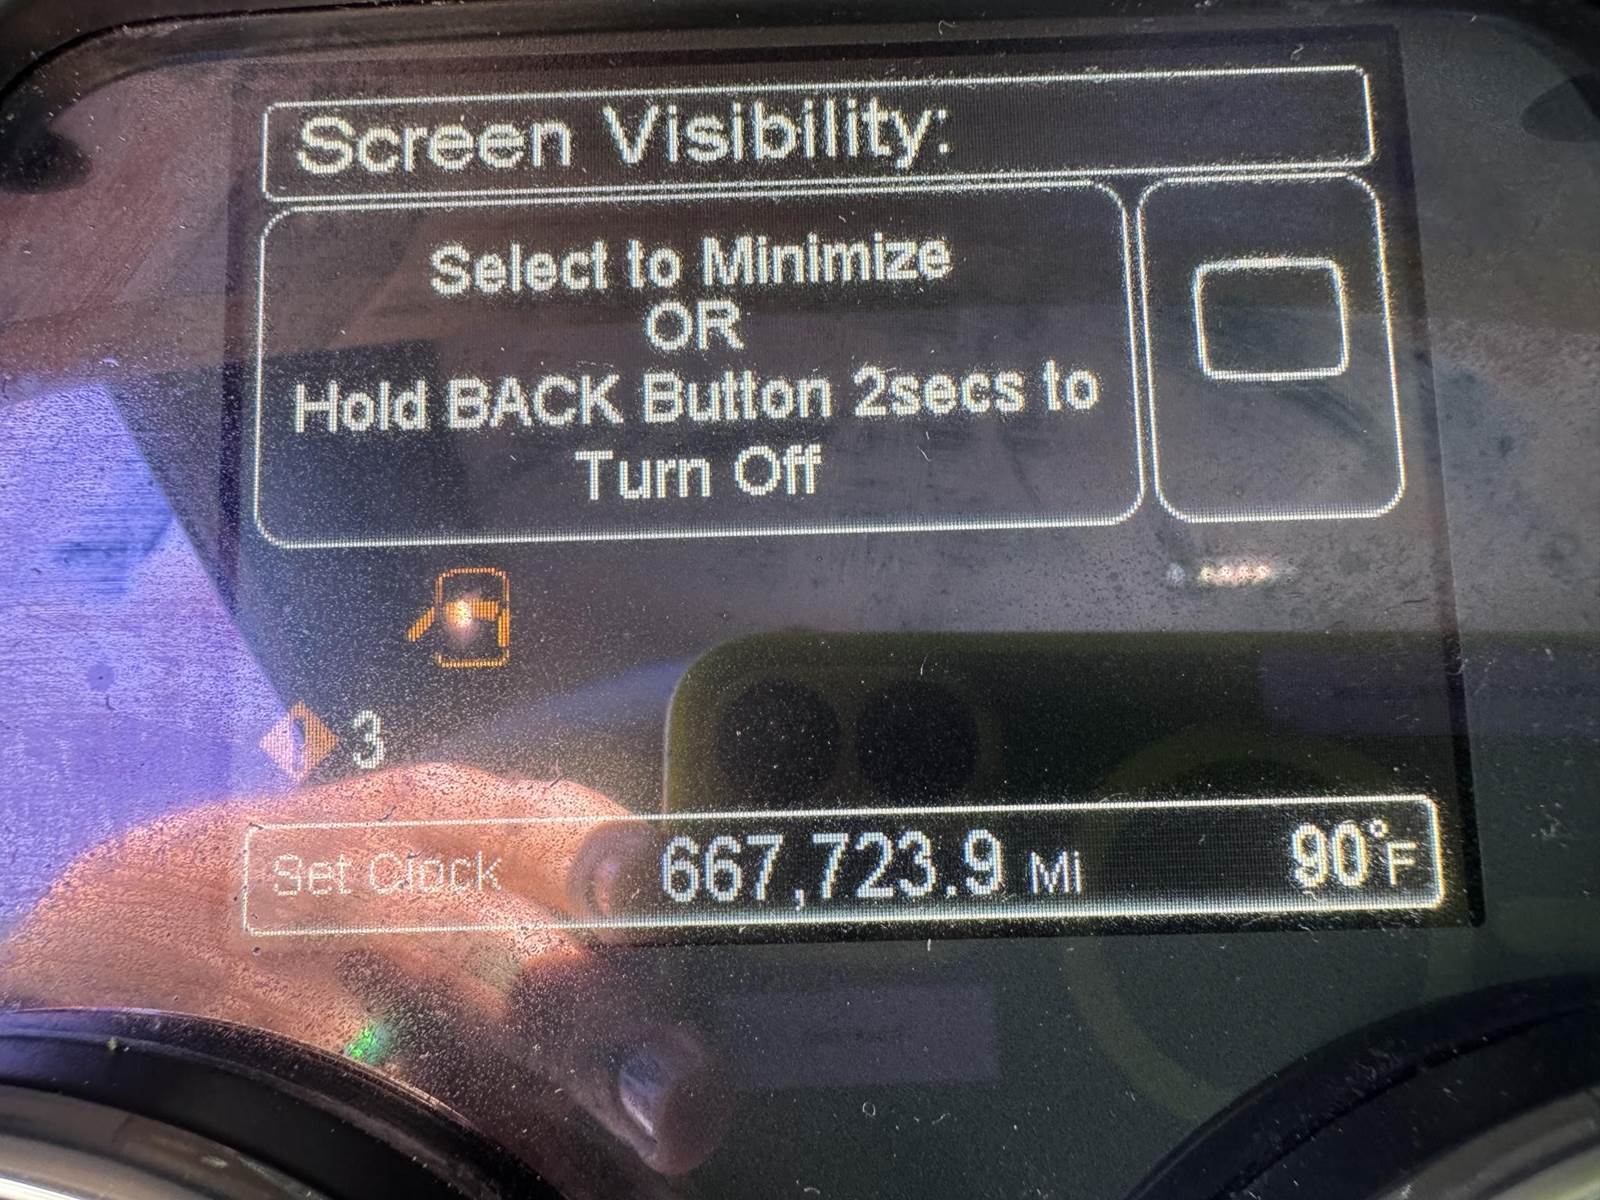 Screen Visibility:
Select to Minimize
OR
Hold BACK Button 2secs to
Turn Off
3
Set Clock 667,723.9 Mi 90°F